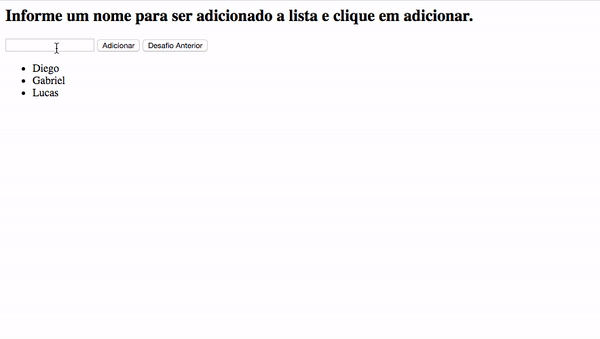 Informe um nome para ser adicionado a lista e clique em adicionar.
Adicionar Desafio Anterior
Diego
Gabriel
Lucas